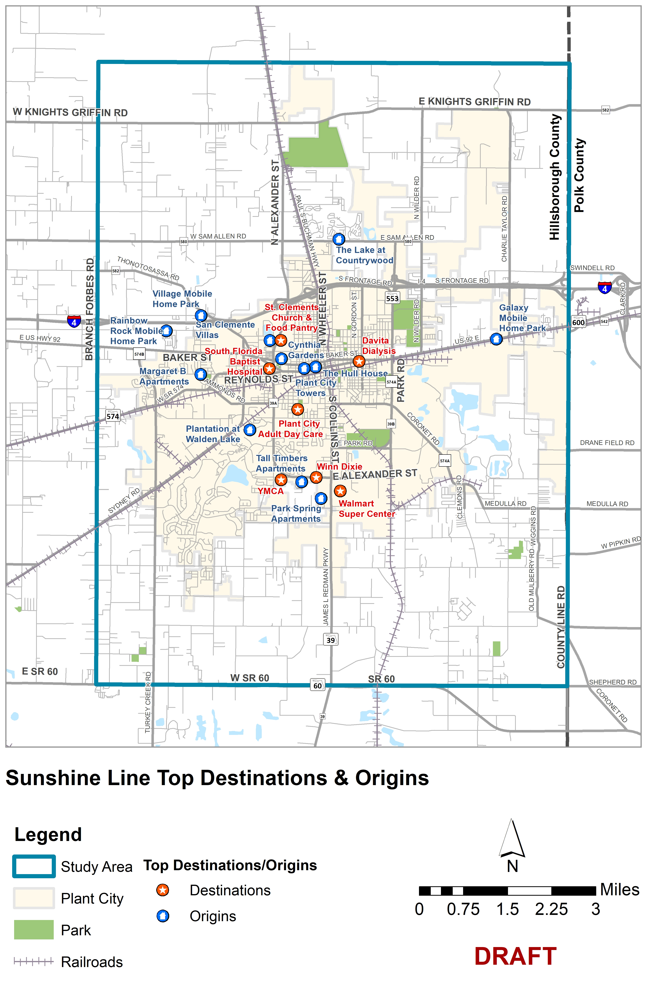 W KNIGHTS GRIFFIN RD
E KNIGHTS GRIFFIN RD
582
Hillsborough County
Polk County
N ALEXANDER ST
PAUL S BUCHMAN HWY
N WILDER RD
CHARLIE TAYLOR RD
W SAM ALLEN RD
580
E SAM ALLEN RD
580
The Lake at
Countrywood
THONOTOSASSA RD
582
BRANCH FORBES RD
SWINDELL RD
S FRONTAGE RD
I-4
S FRONTAGE RD
4
CLARK RD
N WHEELER ST
553
Village Mobile
Home Park
St. Clements
Church &
Food Pantry
N GORDON ST
N WILDER RD
Galaxy
Mobile
Home Park
600
542
4
Rainbow
Rock Mobile
Home Park
San Clemente
Villas
E US HWY 92
US-92 E
574B
BAKER ST
South Florida
Baptist
Hospital
Cynthia
Gardens
BAKER ST
Davita
Dialysis
Margaret B
Apartments
REYNOLDS ST
The Hull House
Plant City
Towers
574A
PARK RD
W SR 574
HAMMONDS RD
39A
574
S COLLINS ST
Plant City
Adult Day Care
39B
CORONET RD
Plantation at
Walden Lake
E PARK RD
DRANE FIELD RD
Tall Timbers
Apartments
Winn Dixie
E ALEXANDER ST
574A
YMCA
SYDNEY RD
Walmart
Super Center
Park Spring
Apartments
CLEMONS RD
MEDULLA RD
MEDULLA RD
OLD MULBERRY RD
WIGGINS RD
W PIPKIN RD
JAMES L REDMAN PKWY
COUNTY LINE RD
39
E SR 60
W SR 60
60
SR 60
SHEPHERD RD
TURKEY CREEK RD
39
CORONET RD
Sunshine Line Top Destinations & Origins
Legend
Study Area
Plant City
Park
Railroads
Top Destinations/Origins
Destinations
Origins
N
Miles
0 0.75 1.5 2.25 3
DRAFT